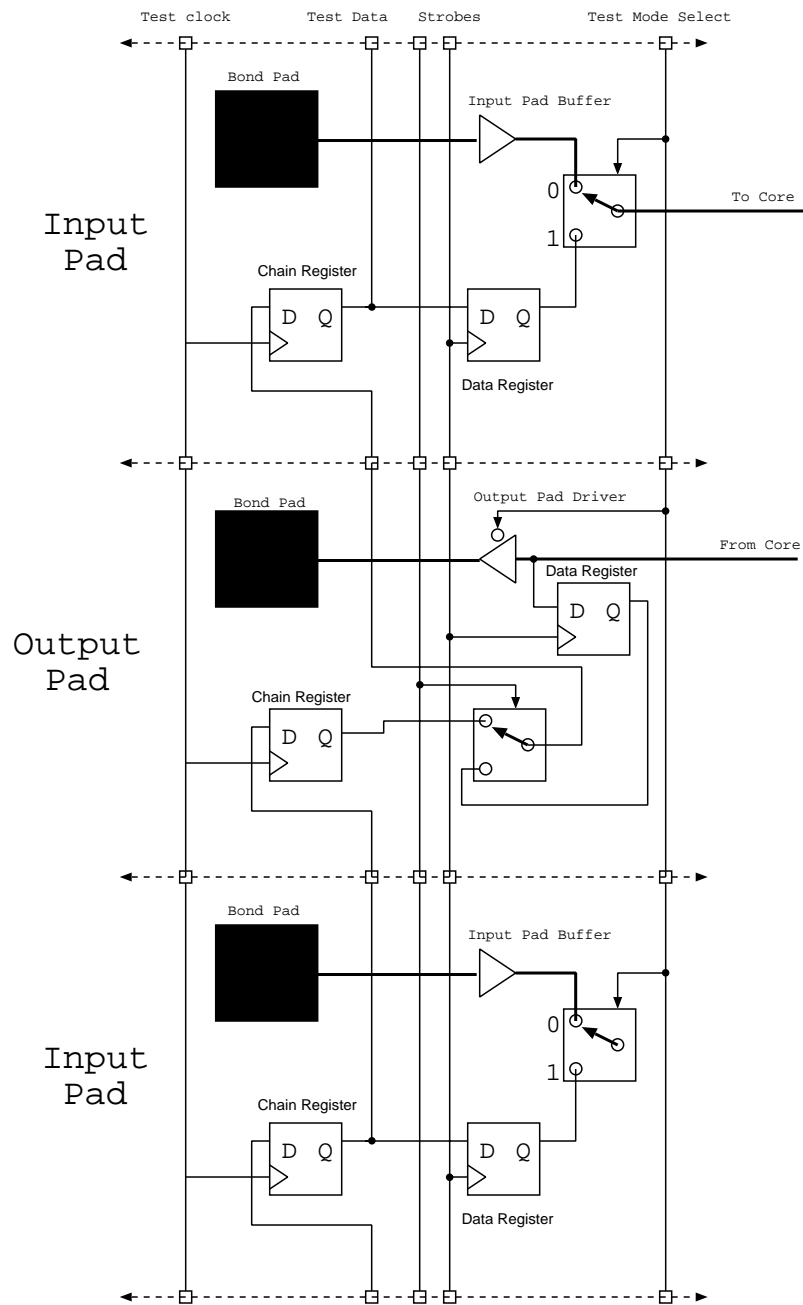 Test clock Test Data Strobes Test Mode Select
Bond Pad
Input Pad Buffer
0
To Core
Input
Pad
1
Chain Register
D Q
D Q
Data Register
Output Pad Driver
Bond Pad
From Core
Data Register
D Q
Output
Pad
Chain Register
D Q
Bond Pad
Input Pad Buffer
0
Input
Pad
1
Chain Register
D Q
D Q
Data Register